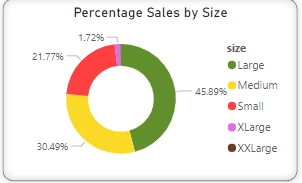 Percentage Sales by Size
1.72%
21.77%
45.89%
30.49%
size
Large
Medium
Small
XLarge
XXLarge